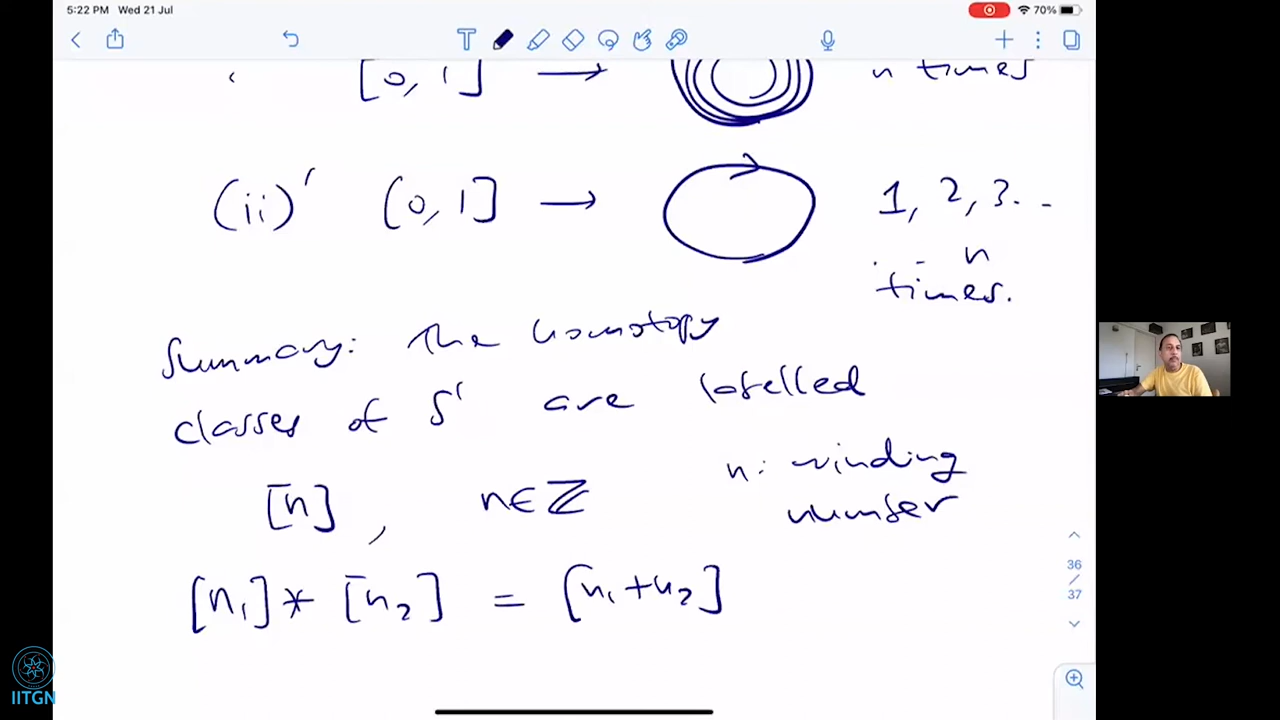 5:22 PM Wed 21 Jul
70%
[0, 1] → n times
(ii)' [0, 1] → 1, 2, 3. . -
. - n
times.
Summary: The homotopy
classes of S' are labelled
[n], n∈ℤ n: winding
number
[n₁] * [n₂] = [n₁+n₂]
36
/
37
IITGN